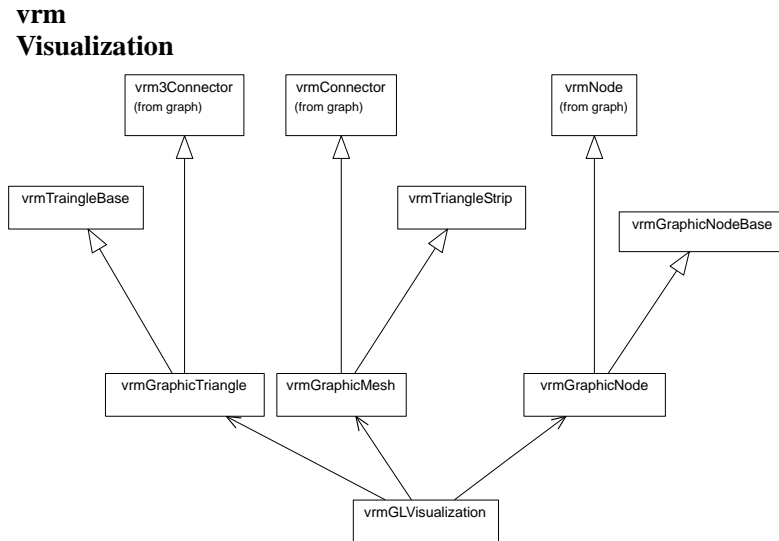 vrm
Visualization
vrm3Connector
(from graph)
vrmConnector
(from graph)
vrmNode
(from graph)
vrmTraingleBase
vrmTriangleStrip
vrmGraphicNodeBase
vrmGraphicTriangle
vrmGraphicMesh
vrmGraphicNode
vrmGLVisualization